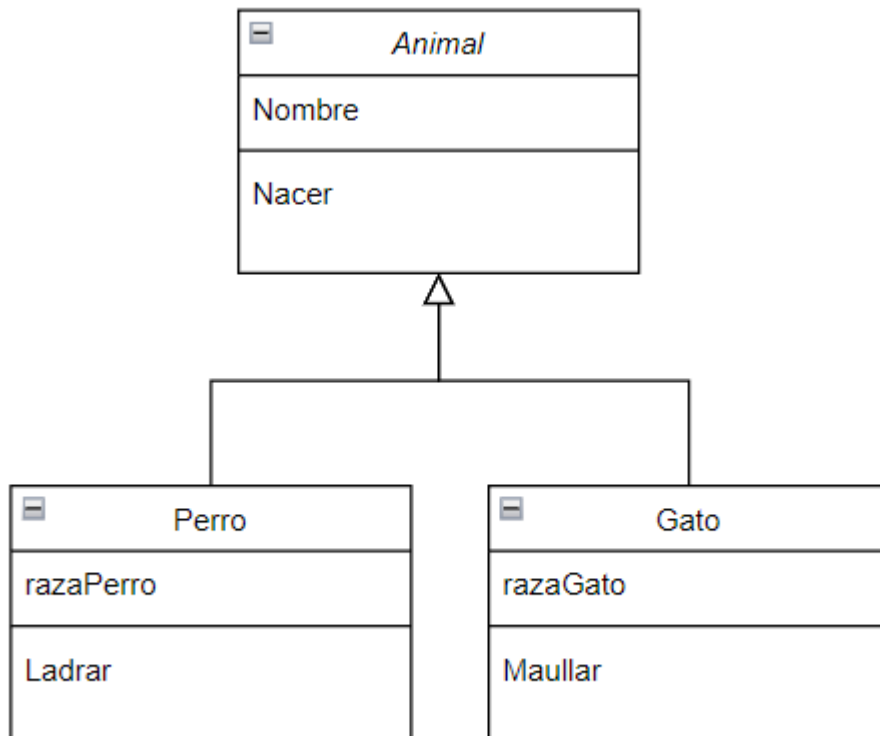 Animal
Nombre
Nacer
Perro
razaPerro
Ladrar
Gato
razaGato
Maullar